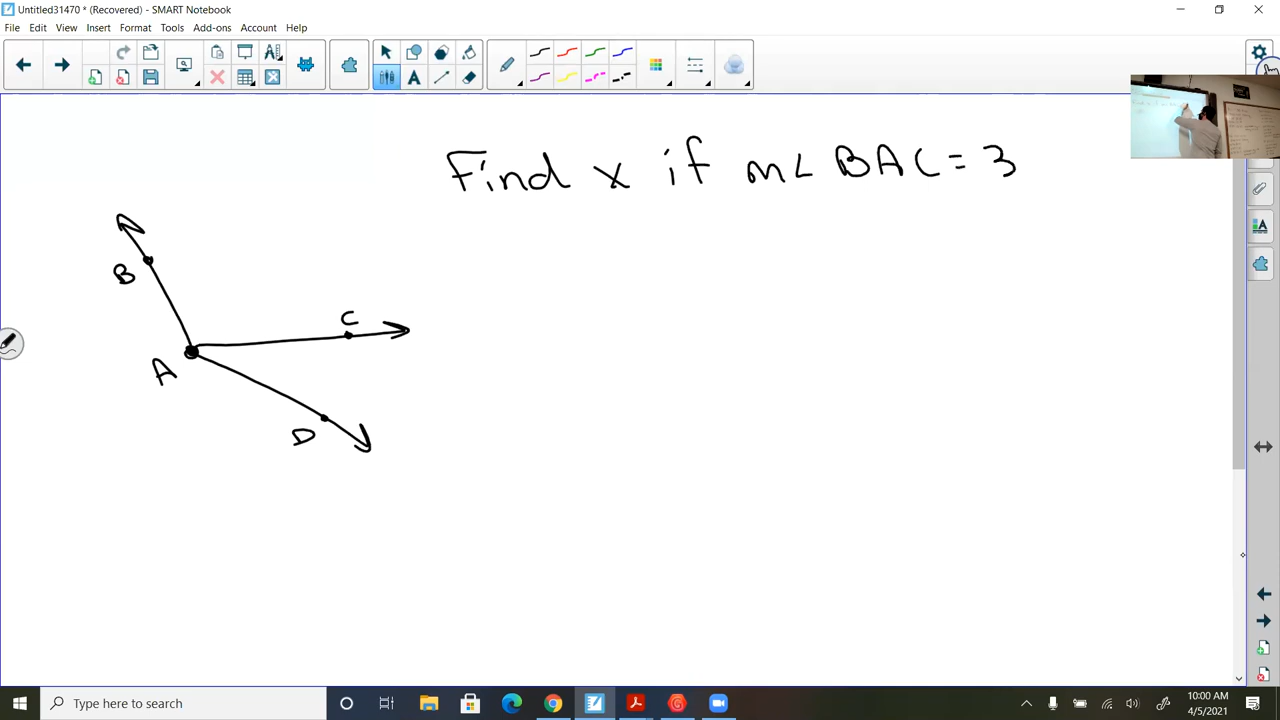 Untitled31470 * (Recovered) - SMART Notebook
File Edit View Insert Format Tools Add-ons Account Help
Find x if m∠BAC = 3
B
C
A
D
Type here to search
10:00 AM
4/5/2021